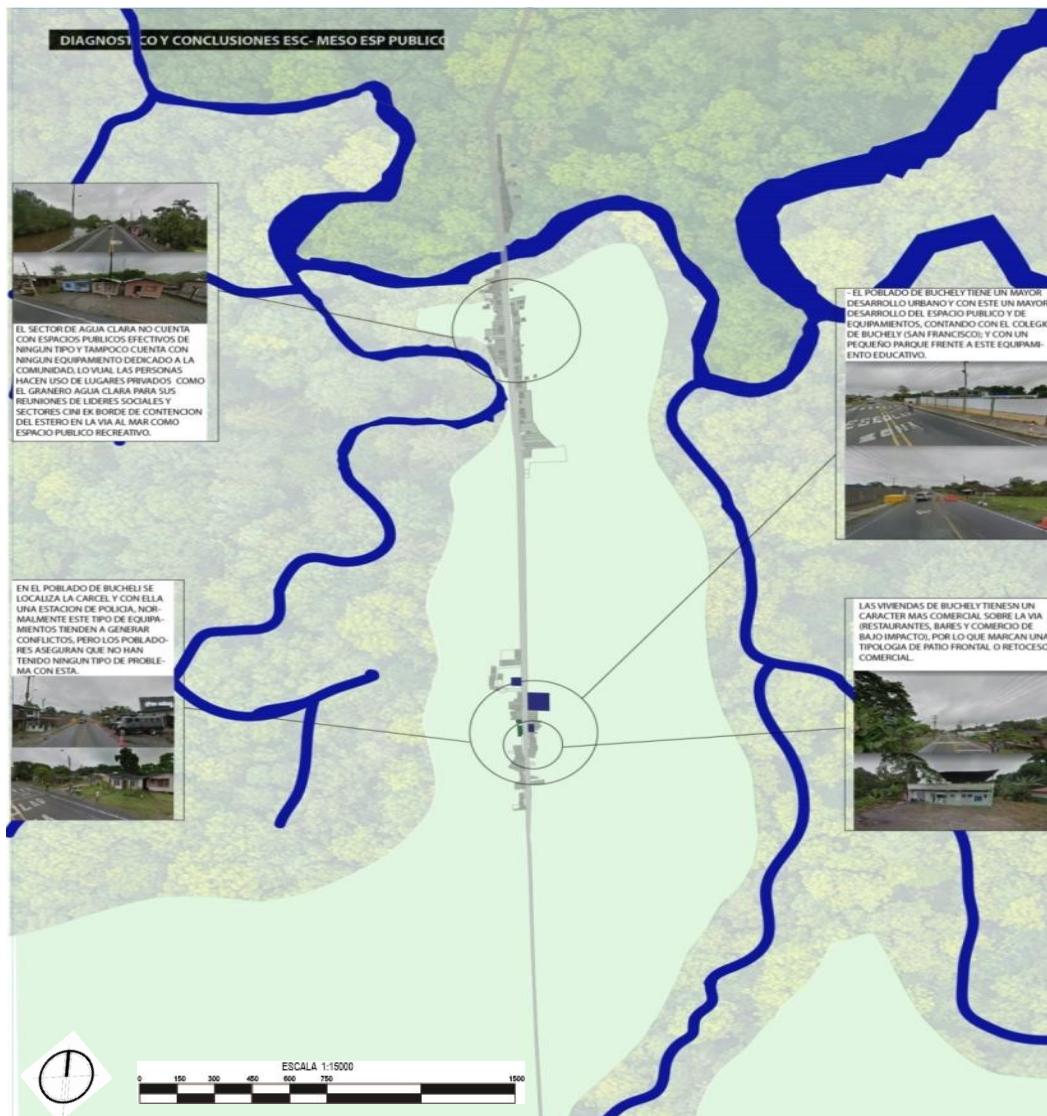 DIAGNOSTICO Y CONCLUSIONES ESC- MESO ESP PUBLICO
EL SECTOR DE AGUA CLARA NO CUENTA
CON ESPACIOS PUBLICOS EFECTIVOS DE
NINGUN TIPO Y TAMPOCO CUENTA CON
NINGUN EQUIPAMIENTO DEDICADO A LA
COMUNIDAD, LO VUAL LAS PERSONAS
HACEN USO DE LUGARES PRIVADOS COMO
EL GRANERO AGUA CLARA PARA SUS
REUNIONES DE LIDERES SOCIALES Y
SECTORES CINI EK BORDE DE CONTENCION
DEL ESTERO EN LA VIA AL MAR COMO
ESPACIO PUBLICO RECREATIVO.
- EL POBLADO DE BUCHELY TIENE UN MAYOR
DESARROLLO URBANO Y CON ESTE UN MAYOR
DESARROLLO DEL ESPACIO PUBLICO Y DE
EQUIPAMIENTOS, CONTANDO CON EL COLEGIO
DE BUCHELY (SAN FRANCISCO); Y CON UN
PEQUEÑO PARQUE FRENTE A ESTE EQUIPAMI-
ENTO EDUCATIVO.
EN EL POBLADO DE BUCHELI SE
LOCALIZA LA CARCEL Y CON ELLA
UNA ESTACION DE POLICIA, NOR-
MALMENTE ESTE TIPO DE EQUIPA-
MIENTOS TIENDEN A GENERAR
CONFLICTOS, PERO LOS POBLADO-
RES ASEGURAN QUE NO HAN
TENIDO NINGUN TIPO DE PROBLE-
MA CON ESTA.
LAS VIVIENDAS DE BUCHELY TIENESN UN
CARACTER MAS COMERCIAL SOBRE LA VIA
(RESTAURANTES, BARES Y COMERCIO DE
BAJO IMPACTO), POR LO QUE MARCAN UNA
TIPOLOGIA DE PATIO FRONTAL O RETOCESO
COMERCIAL.
ESCALA 1:15000
0 150 300 450 600 750 1500